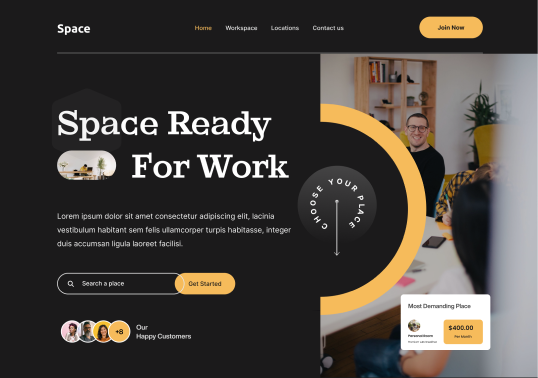 Space
Home
Workspace
Locations
Contact us
Join Now
Space Ready
For Work
Lorem ipsum dolor sit amet consectetur adipiscing elit, lacinia
vestibulum habitant sem felis ullamcorper turpis habitasse, integer
duis accumsan ligula laoreet facilisi.
CHOOSE YOUR PLACE
Search a place
Get Started
+8
Our
Happy Customers
Most Demanding Place
$400.00
Per Month
Personal Room